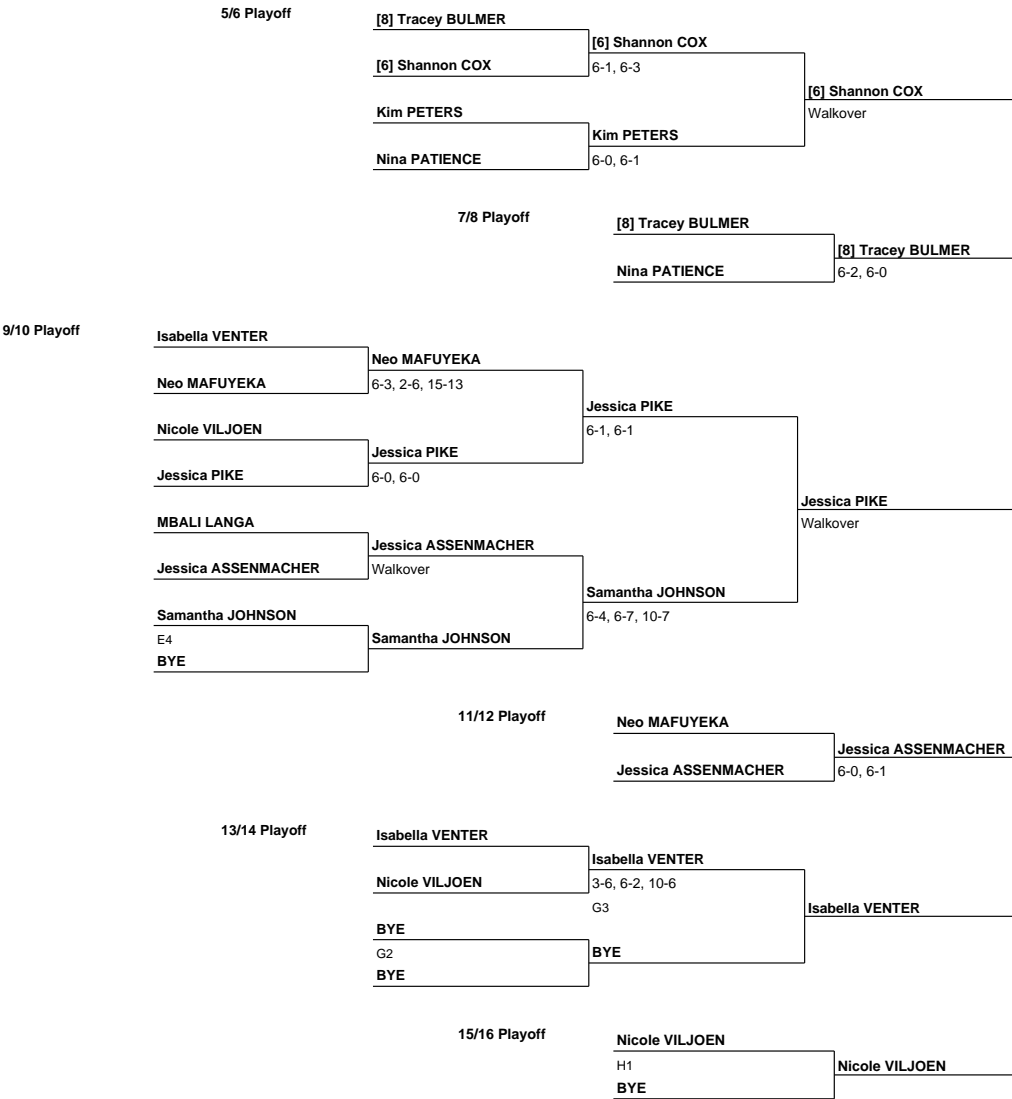 5/6 Playoff
[8] Tracey BULMER
[6] Shannon COX
[6] Shannon COX
6-1, 6-3
[6] Shannon COX
Walkover
Kim PETERS
Kim PETERS
Nina PATIENCE
6-0, 6-1
7/8 Playoff
[8] Tracey BULMER
[8] Tracey BULMER
Nina PATIENCE
6-2, 6-0
9/10 Playoff
Isabella VENTER
Neo MAFUYEKA
Neo MAFUYEKA
6-3, 2-6, 15-13
Jessica PIKE
6-1, 6-1
Nicole VILJOEN
Jessica PIKE
Jessica PIKE
6-0, 6-0
Jessica PIKE
Walkover
MBALI LANGA
Jessica ASSENMACHER
Jessica ASSENMACHER
Walkover
Samantha JOHNSON
6-4, 6-7, 10-7
Samantha JOHNSON
E4
Samantha JOHNSON
BYE
11/12 Playoff
Neo MAFUYEKA
Jessica ASSENMACHER
Jessica ASSENMACHER
6-0, 6-1
13/14 Playoff
Isabella VENTER
Isabella VENTER
Nicole VILJOEN
3-6, 6-2, 10-6
G3
Isabella VENTER
BYE
G2
BYE
BYE
15/16 Playoff
Nicole VILJOEN
H1
Nicole VILJOEN
BYE